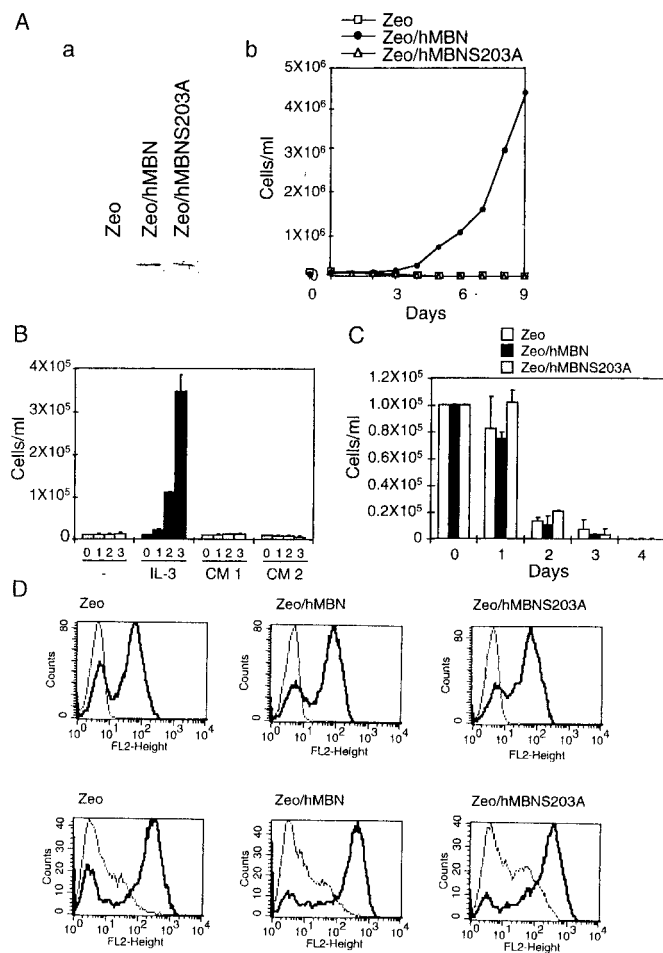 A
a
Zeo
Zeo/hMBN
Zeo/hMBNS203A
b
Zeo
Zeo/hMBN
Zeo/hMBNS203A
5X10⁶
4X10⁶
3X10⁶
2X10⁶
1X10⁶
0
Cells/ml
0 3 6 9
Days
B
4X10⁵
3X10⁵
2X10⁵
1X10⁵
0
Cells/ml
0 1 2 3 0 1 2 3 0 1 2 3 0 1 2 3
- IL-3 CM 1 CM 2
C
Zeo
Zeo/hMBN
Zeo/hMBNS203A
1.2X10⁵
1.0X10⁵
0.8X10⁵
0.6X10⁵
0.4X10⁵
0.2X10⁵
0
Cells/ml
0 1 2 3 4
Days
D
Zeo
80
Counts
0
10⁰ 10¹ 10² 10³ 10⁴
FL2-Height
Zeo/hMBN
80
Counts
0
10⁰ 10¹ 10² 10³ 10⁴
FL2-Height
Zeo/hMBNS203A
80
Counts
0
10⁰ 10¹ 10² 10³ 10⁴
FL2-Height
Zeo
40
30
20
10
0
Counts
10⁰ 10¹ 10² 10³ 10⁴
FL2-Height
Zeo/hMBN
40
30
20
10
0
Counts
10⁰ 10¹ 10² 10³ 10⁴
FL2-Height
Zeo/hMBNS203A
40
30
20
10
0
Counts
10⁰ 10¹ 10² 10³ 10⁴
FL2-Height